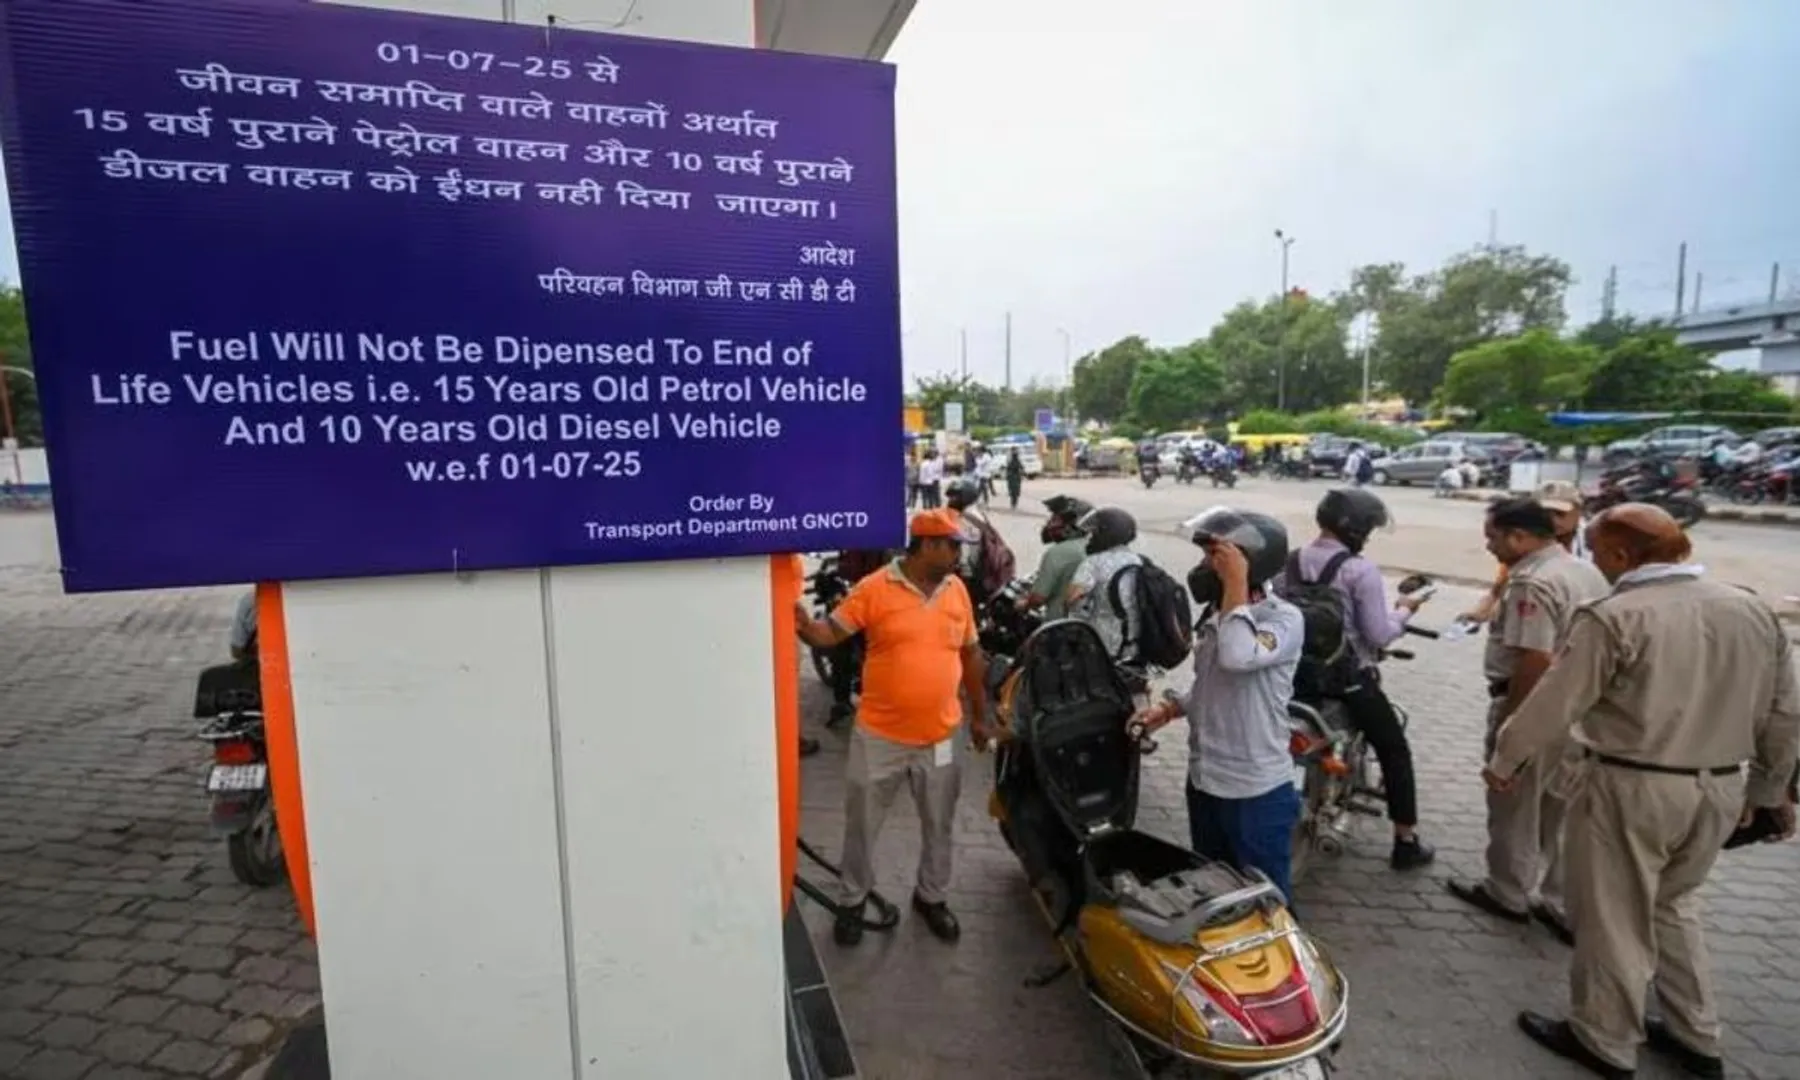 01-07-25 से
जीवन समाप्ति वाले वाहनों अर्थात
15 वर्ष पुराने पेट्रोल वाहन और 10 वर्ष पुराने
डीजल वाहन को ईंधन नही दिया जाएगा।
आदेश
परिवहन विभाग जी एन सी डी टी
Fuel Will Not Be Dipensed To End of
Life Vehicles i.e. 15 Years Old Petrol Vehicle
And 10 Years Old Diesel Vehicle
w.e.f 01-07-25
Order By
Transport Department GNCTD